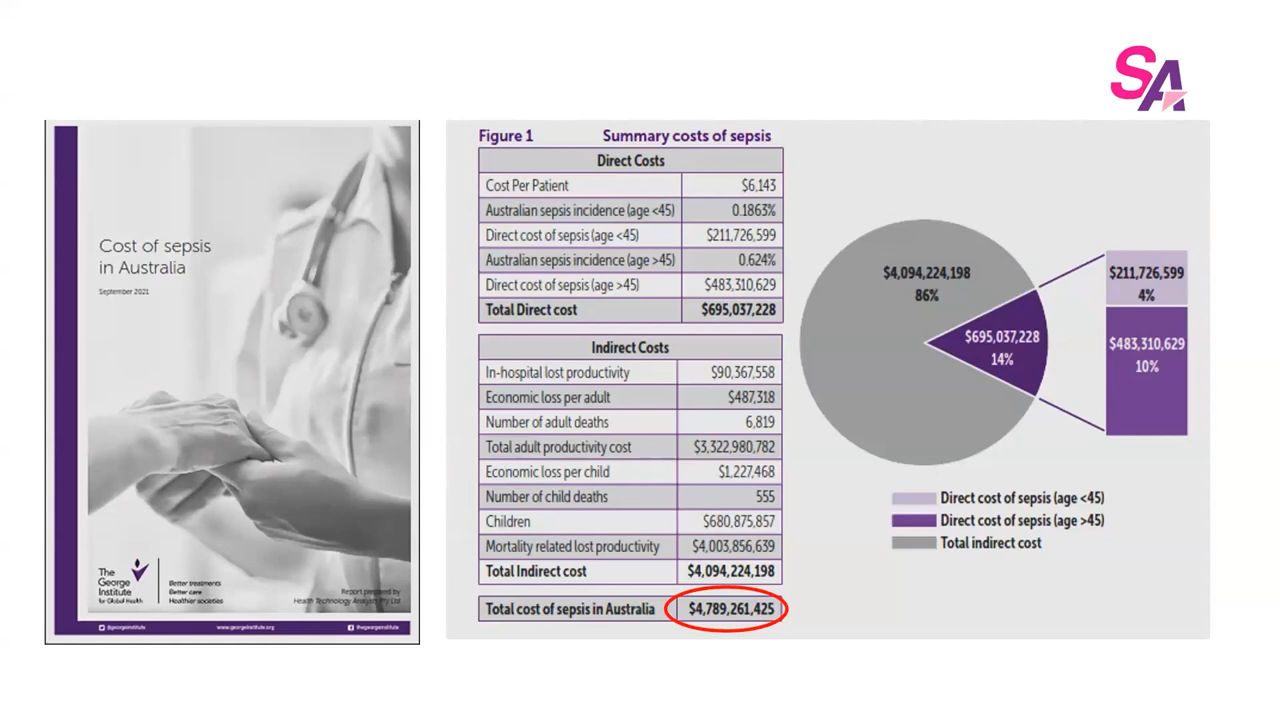 SA
Cost of sepsis
in Australia
September 2021
The
George
Institute
for Global Health
Better treatments
Better care
Healthier societies
Report prepared by
Health Technology Analysts Pty Ltd
@georgeinstitute
www.georgeinstitute.org
thegeorgeinstitute
Figure 1 Summary costs of sepsis
Direct Costs
Cost Per Patient $6,143
Australian sepsis incidence (age <45) 0.1863%
Direct cost of sepsis (age <45) $211,726,599
Australian sepsis incidence (age >45) 0.624%
Direct cost of sepsis (age >45) $483,310,629
Total Direct cost $695,037,228
Indirect Costs
In-hospital lost productivity $90,367,558
Economic loss per adult $487,318
Number of adult deaths 6,819
Total adult productivity cost $3,322,980,782
Economic loss per child $1,227,468
Number of child deaths 555
Children $680,875,857
Mortality related lost productivity $4,003,856,639
Total Indirect cost $4,094,224,198
Total cost of sepsis in Australia $4,789,261,425
$4,094,224,198
86%
$695,037,228
14%
$211,726,599
4%
$483,310,629
10%
Direct cost of sepsis (age <45)
Direct cost of sepsis (age >45)
Total indirect cost